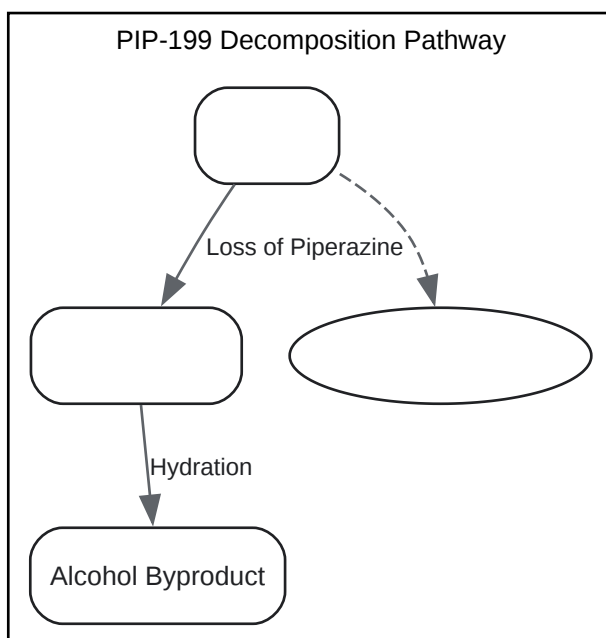 PIP-199 Decomposition Pathway
Loss of Piperazine
Hydration
Alcohol Byproduct